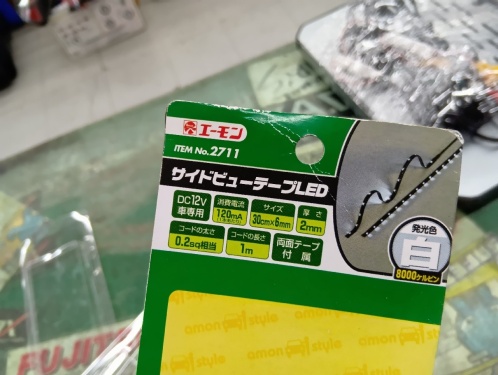 エーモン
ITEM No.2711
サイドビューテープLED
DC12V
車専用
消費電流
120mA
サイズ
30cm×6mm
厚さ
2mm
コードの太さ
0.2sq相当
コードの長さ
1m
両面テープ
付属
発光色
白
8000ケルビン
amon style
amon style
FUJITS